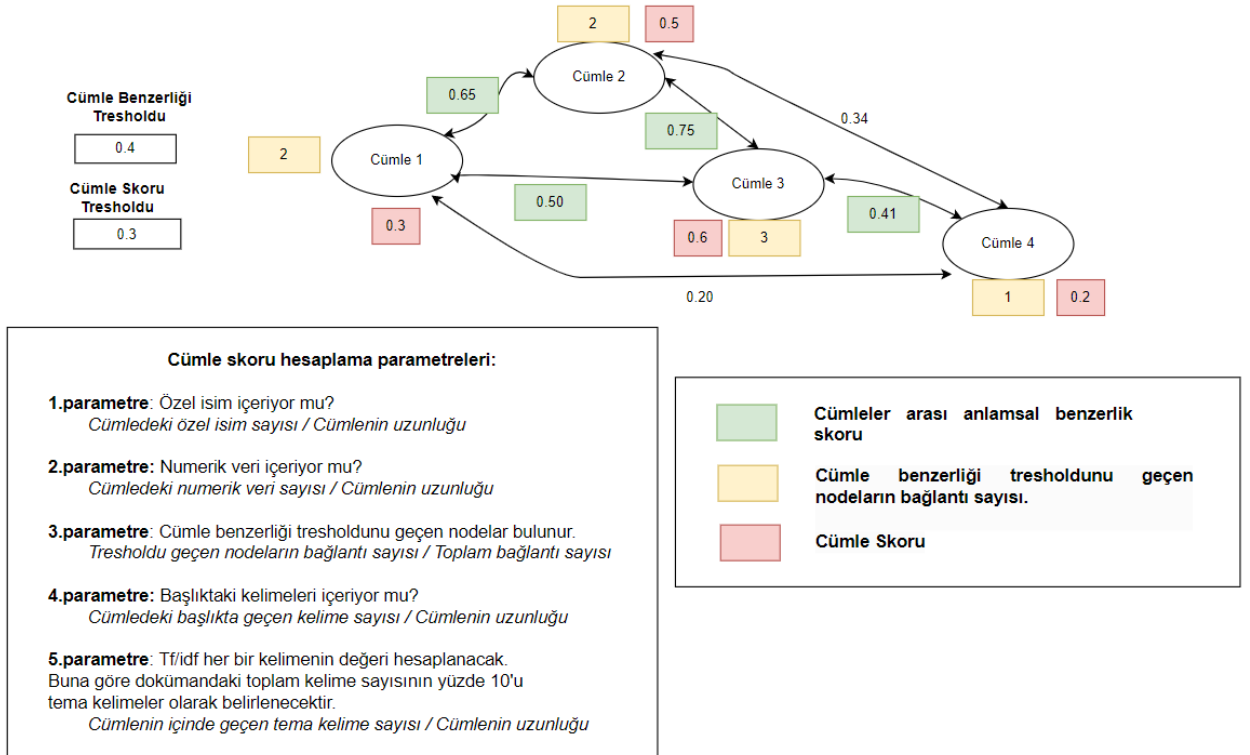 2
0.5
Cümle 2
Cümle Benzerliği
Tresholdu
0.4
0.65
0.34
0.75
2
Cümle 1
Cümle 3
Cümle Skoru
Tresholdu
0.3
0.50
0.41
0.3
0.6
3
Cümle 4
0.20
1
0.2
Cümle skoru hesaplama parametreleri:
1.parametre: Özel isim içeriyor mu?
Cümledeki özel isim sayısı / Cümlenin uzunluğu
2.parametre: Numerik veri içeriyor mu?
Cümledeki numerik veri sayısı / Cümlenin uzunluğu
3.parametre: Cümle benzerliği tresholdunu geçen nodelar bulunur.
Tresholdu geçen nodeların bağlantı sayısı / Toplam bağlantı sayısı
4.parametre: Başlıktaki kelimeleri içeriyor mu?
Cümledeki başlıkta geçen kelime sayısı / Cümlenin uzunluğu
5.parametre: Tf/idf her bir kelimenin değeri hesaplanacak.
Buna göre dokümandaki toplam kelime sayısının yüzde 10'u
tema kelimeler olarak belirlenecektir.
Cümlenin içinde geçen tema kelime sayısı / Cümlenin uzunluğu
Cümleler arası anlamsal benzerlik
skoru
Cümle benzerliği tresholdunu geçen
nodeların bağlantı sayısı.
Cümle Skoru